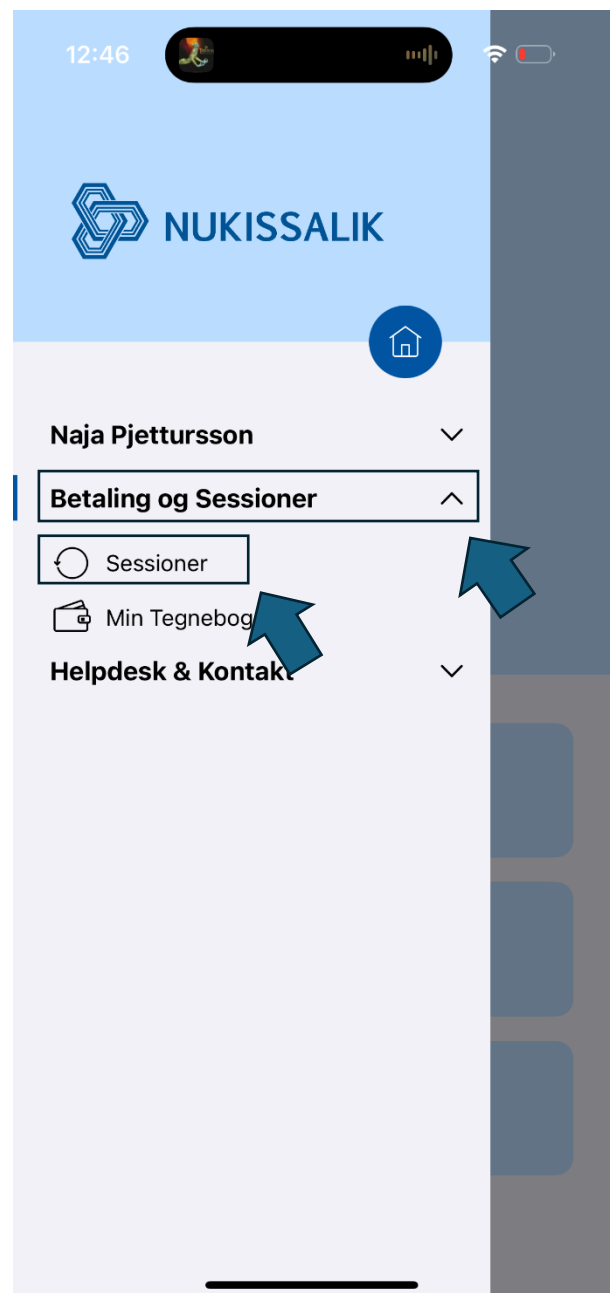 12:46
NUKISSALIK
Naja Pjettursson
Betaling og Sessioner
Sessioner
Min Tegnebog
Helpdesk & Kontakt